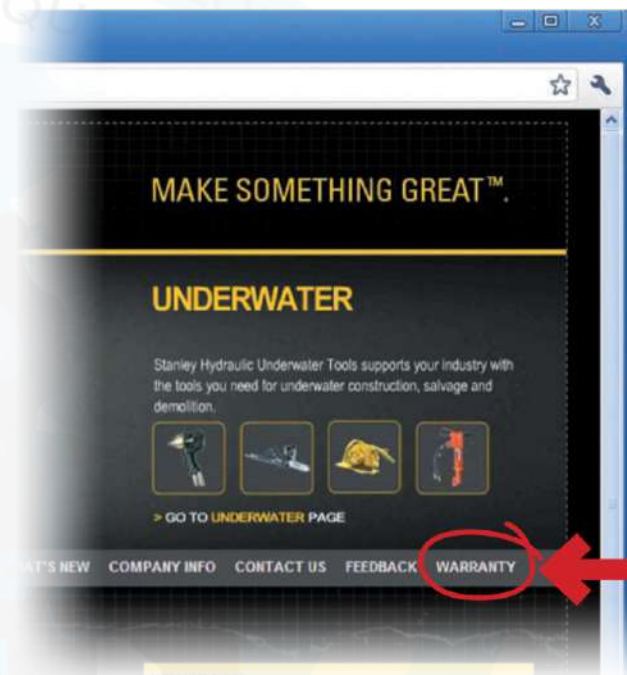 MAKE SOMETHING GREAT™.
UNDERWATER
Stanley Hydraulic Underwater Tools supports your industry with
the tools you need for underwater construction, salvage and
demolition.
> GO TO UNDERWATER PAGE
NEW COMPANY INFO CONTACT US FEEDBACK WARRANTY